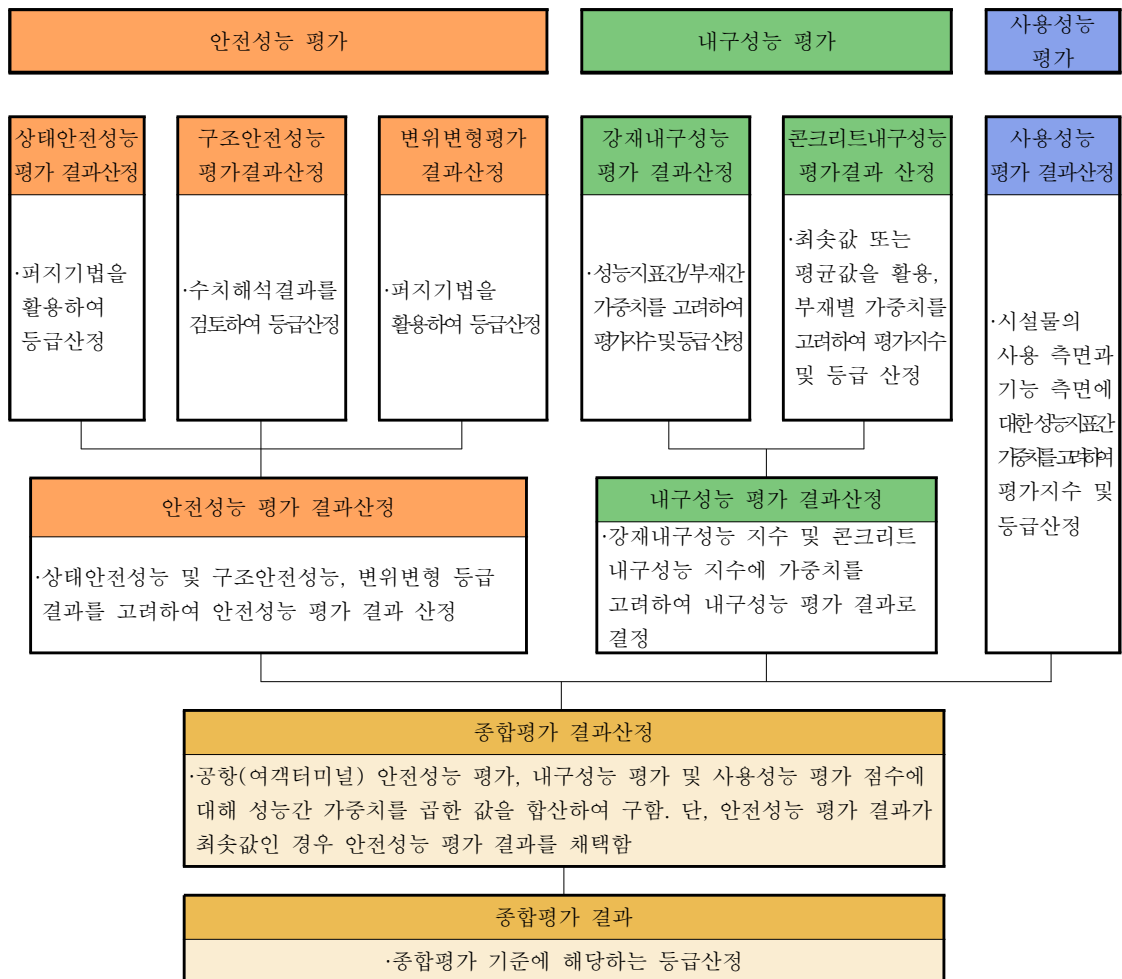 안전성능 평가
내구성능 평가
사용성능
평가
상태안전성능
평가 결과산정
·퍼지기법을
활용하여
등급산정
구조안전성능
평가결과산정
·수치해석결과를
검토하여 등급산정
변위변형평가
결과산정
·퍼지기법을
활용하여 등급산정
강재내구성능
평가 결과산정
·성능지표간/부재간
가중치를 고려하여
평가지수 및 등급 산정
콘크리트내구성능
평가결과 산정
·최솟값 또는
평균값을 활용,
부재별 가중치를
고려하여 평가지수
및 등급 산정
사용성능
평가 결과산정
·시설물의
사용 측면과
기능 측면에
대한 성능지표간
가중치를 고려하여
평가지수 및
등급산정
안전성능 평가 결과산정
·상태안전성능 및 구조안전성능, 변위변형 등급
결과를 고려하여 안전성능 평가 결과 산정
내구성능 평가 결과산정
·강재내구성능 지수 및 콘크리트
내구성능 지수에 가중치를
고려하여 내구성능 평가 결과로
결정
종합평가 결과산정
·공항(여객터미널) 안전성능 평가, 내구성능 평가 및 사용성능 평가 점수에
대해 성능간 가중치를 곱한 값을 합산하여 구함. 단, 안전성능 평가 결과가
최솟값인 경우 안전성능 평가 결과를 채택함
종합평가 결과
·종합평가 기준에 해당하는 등급산정